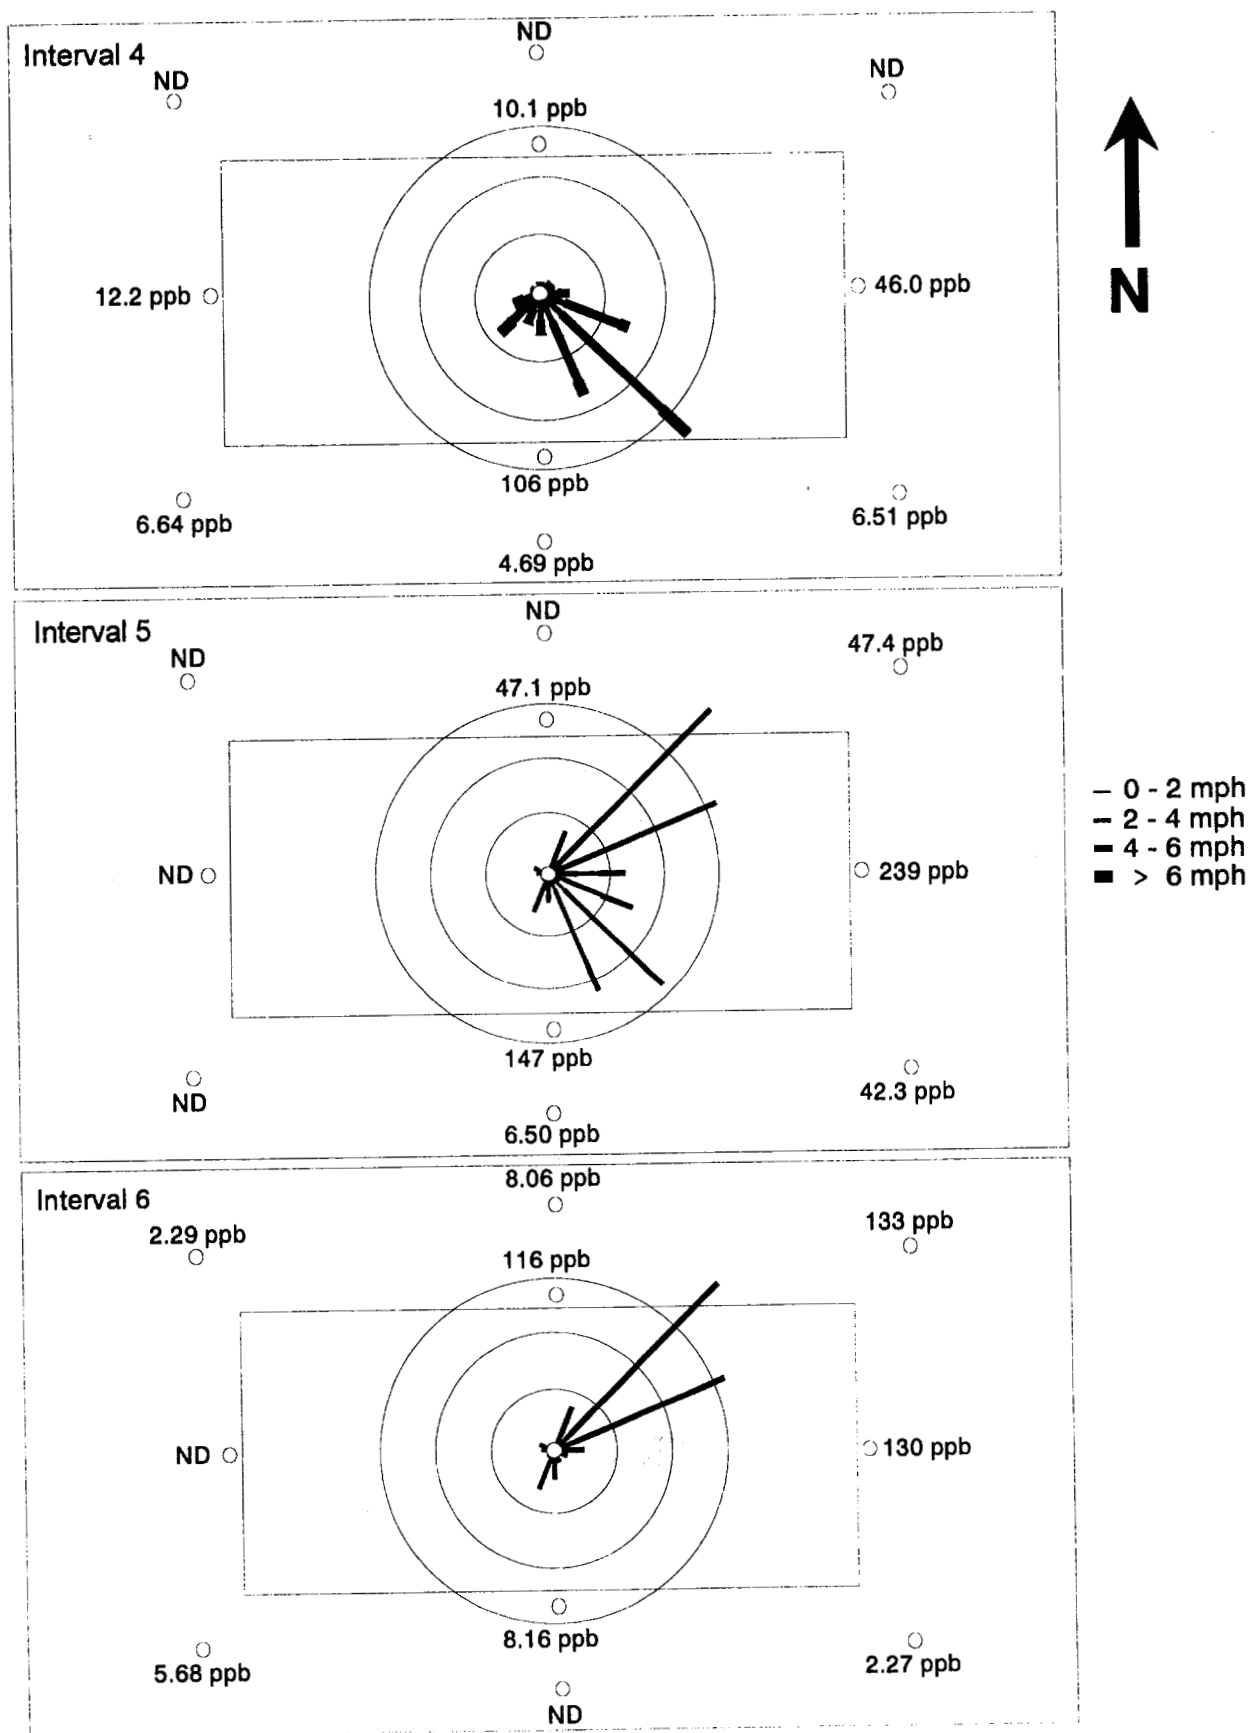 Interval 4
ND
ND
ND
10.1 ppb
12.2 ppb
46.0 ppb
106 ppb
6.64 ppb
6.51 ppb
4.69 ppb
N
Interval 5
ND
ND
47.4 ppb
47.1 ppb
ND
239 ppb
147 ppb
ND
42.3 ppb
6.50 ppb
0 - 2 mph
2 - 4 mph
4 - 6 mph
> 6 mph
Interval 6
8.06 ppb
2.29 ppb
133 ppb
116 ppb
ND
130 ppb
8.16 ppb
5.68 ppb
2.27 ppb
ND